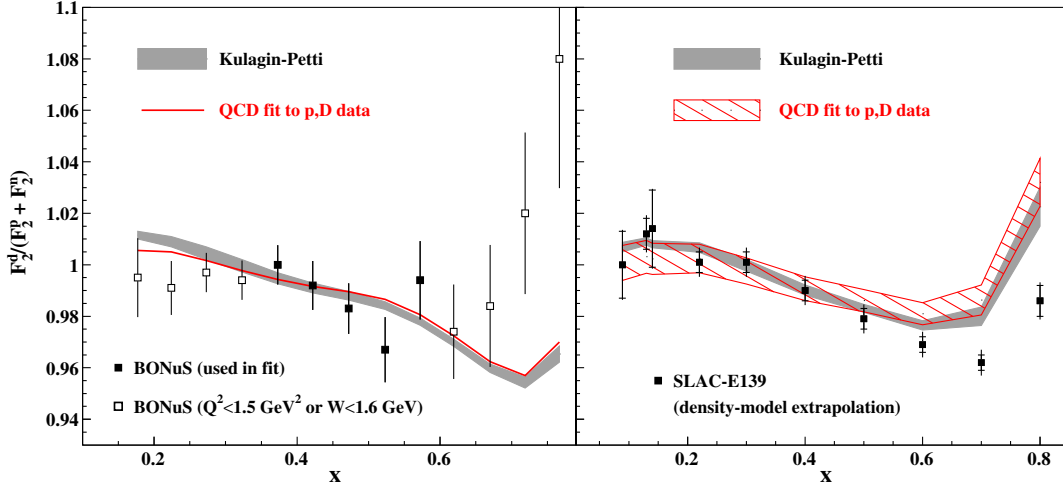 F₂ᵈ/(F₂ᵖ + F₂ⁿ)
1.1
1.08
1.06
1.04
1.02
1
0.98
0.96
0.94
Kulagin-Petti
QCD fit to p,D data
BONuS (used in fit)
BONuS (Q²<1.5 GeV² or W<1.6 GeV)
0.2 0.4 0.6
x
Kulagin-Petti
QCD fit to p,D data
SLAC-E139
(density-model extrapolation)
0.2 0.4 0.6 0.8
x